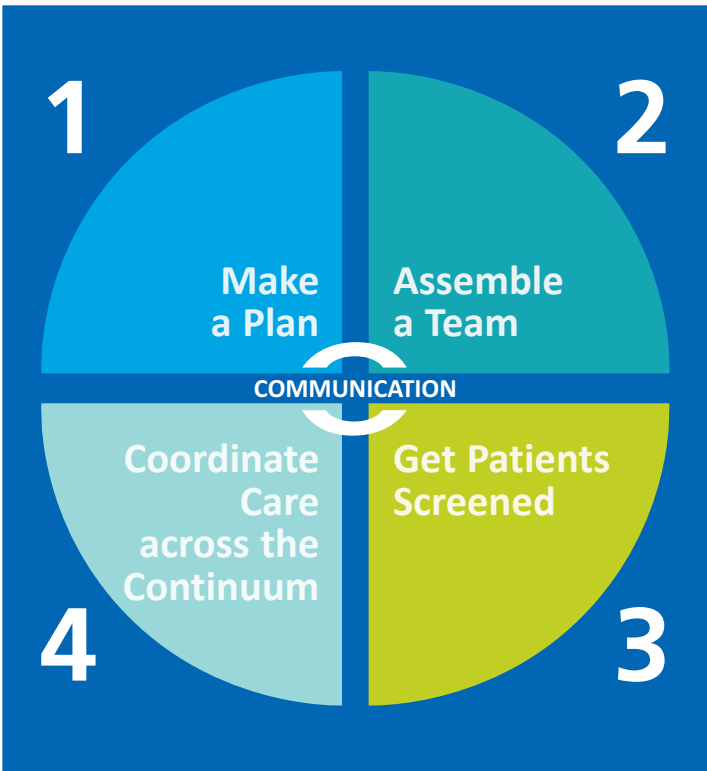 1
Make
a Plan
2
Assemble
a Team
COMMUNICATION
Get Patients
Screened
3
Coordinate
Care
across the
Continuum
4